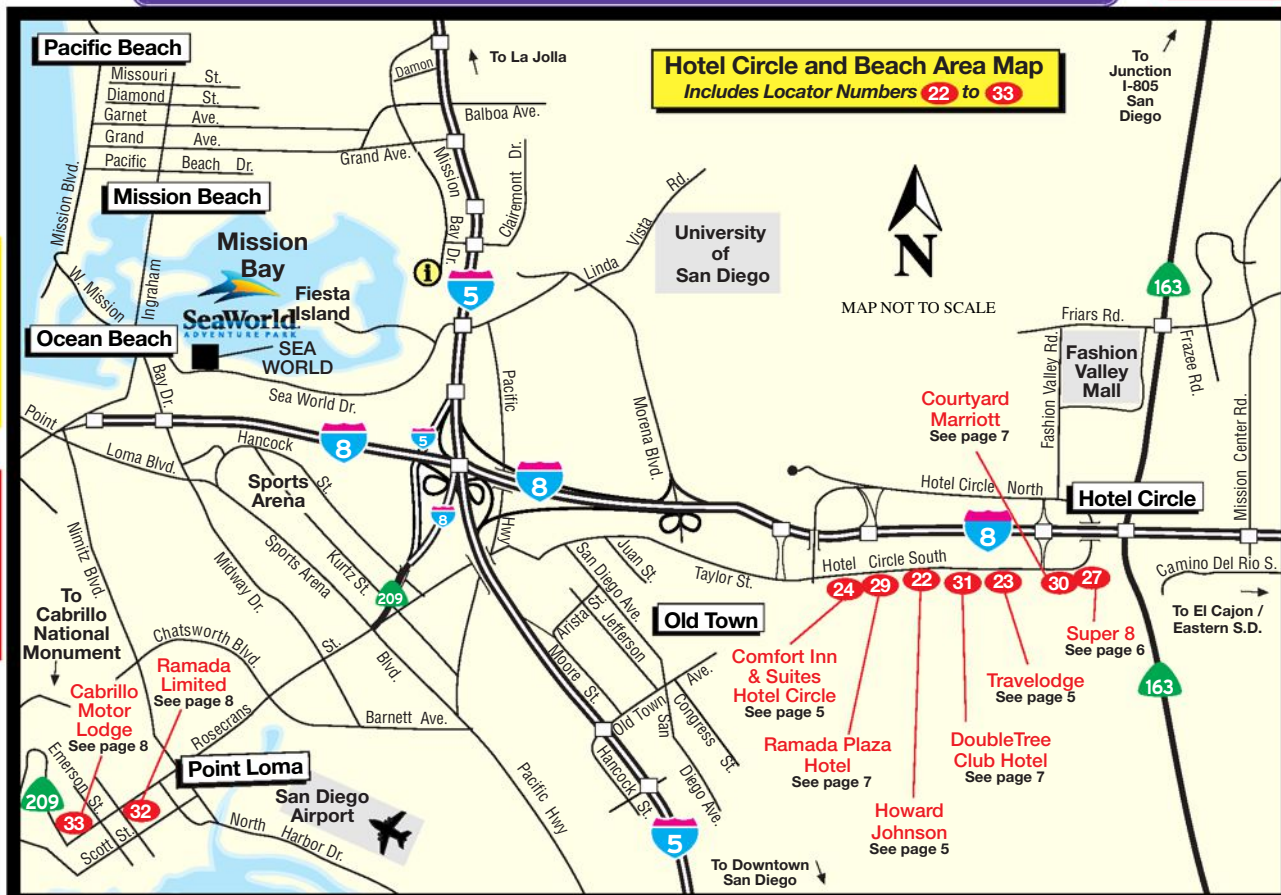 Pacific Beach
Missouri St.
Diamond St.
Garnet Ave.
Grand Ave.
Pacific Beach Dr.
Mission Blvd.
Mission Beach
Damon
To La Jolla
Balboa Ave.
Grand Ave.
Mission Bay Dr.
Clairemont Dr.
Hotel Circle and Beach Area Map
Includes Locator Numbers 22 to 33
To
Junction
I-805
San
Diego
N
MAP NOT TO SCALE
University
of
San Diego
Linda Vista Rd.
Mission
Bay
i
5
Fiesta
Island
SeaWorld
ADVENTURE PARK
SEA
WORLD
W. Mission
Bay Dr.
Ingraham
Ocean Beach
Sea World Dr.
Pacific
Hwy
Morena Blvd.
163
Friars Rd.
Fashion
Valley
Mall
Fashion Valley Rd.
Frazee Rd.
Mission Center Rd.
Courtyard
Marriott
See page 7
Point
Loma Blvd.
Hancock St.
8
5
8
8
Sports
Arena
Hotel Circle North
Hotel Circle
8
Hotel Circle South
Camino Del Rio S.
To El Cajon /
Eastern S.D.
Nimitz Blvd.
Midway Dr.
Sports Arena
Blvd.
Kurtz St.
209
Taylor St.
Juan St.
San Diego Ave.
Jefferson
Arista St.
Moore St.
Old Town
Old Town Ave.
Congress St.
San
Diego Ave.
Hancock St.
24
29
22
31
23
30
27
Comfort Inn
& Suites
Hotel Circle
See page 5
Ramada Plaza
Hotel
See page 7
Howard
Johnson
See page 5
DoubleTree
Club Hotel
See page 7
Travelodge
See page 5
Super 8
See page 6
163
To
Cabrillo
National
Monument
Chatsworth Blvd.
Ramada
Limited
See page 8
Cabrillo
Motor
Lodge
See page 8
Rosecrans St.
Barnett Ave.
Point Loma
San Diego
Airport
Pacific Hwy
Emerson St.
209
33
32
Scott St.
North Harbor Dr.
5
To Downtown
San Diego